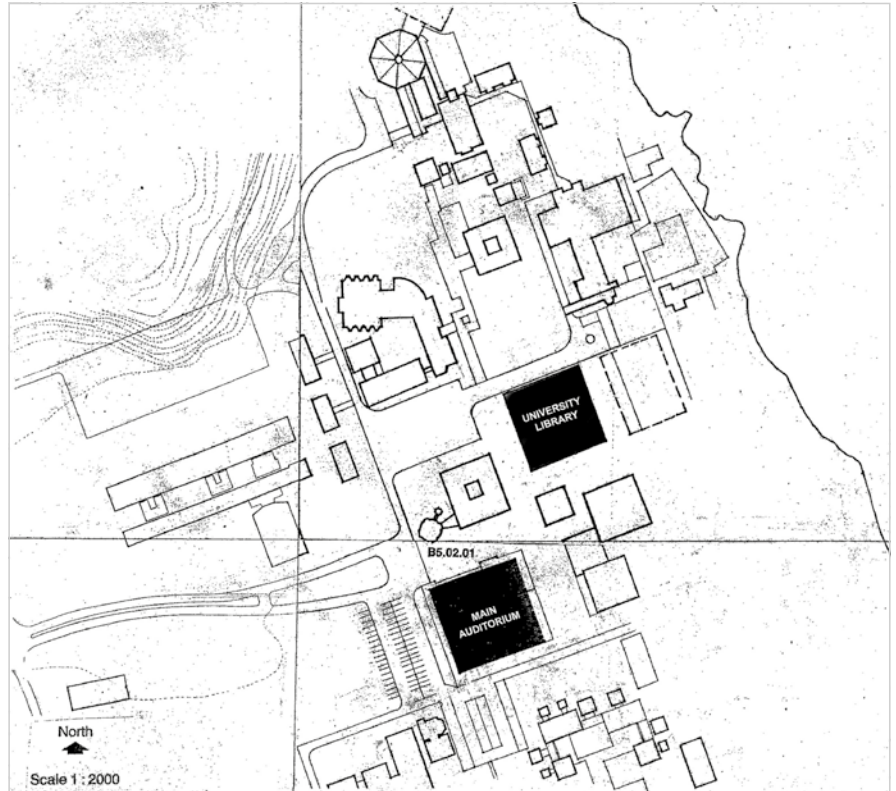 UNIVERSITY
LIBRARY
B5.02.01
MAIN
AUDITORIUM
North
Scale 1 : 2000